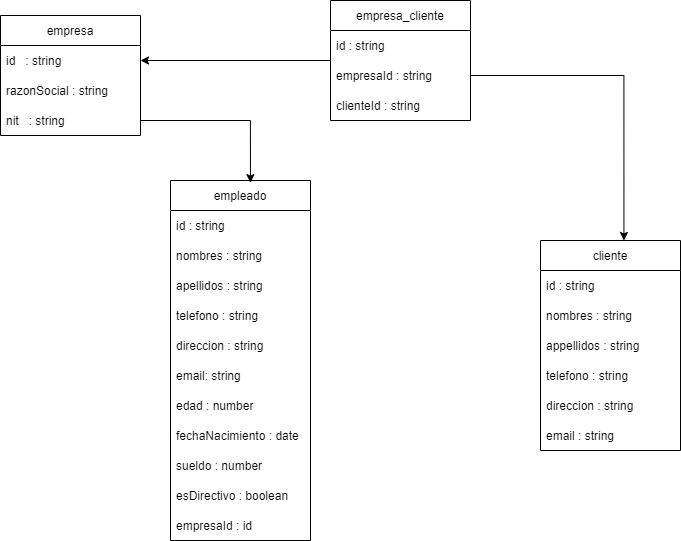 empresa
id : string
razonSocial : string
nit : string
empresa_cliente
id : string
empresaId : string
clienteId : string
empleado
id : string
nombres : string
apellidos : string
telefono : string
direccion : string
email: string
edad : number
fechaNacimiento : date
sueldo : number
esDirectivo : boolean
empresaId : id
cliente
id : string
nombres : string
appellidos : string
telefono : string
direccion : string
email : string